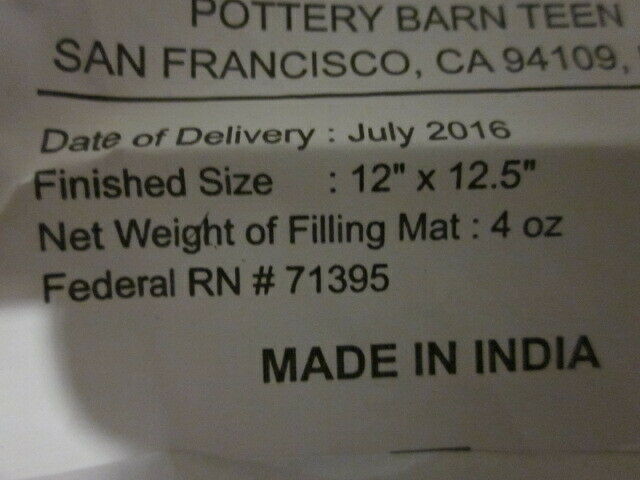 POTTERY BARN TEEN
SAN FRANCISCO, CA 94109,
Date of Delivery : July 2016
Finished Size : 12" x 12.5"
Net Weight of Filling Mat : 4 oz
Federal RN # 71395
MADE IN INDIA